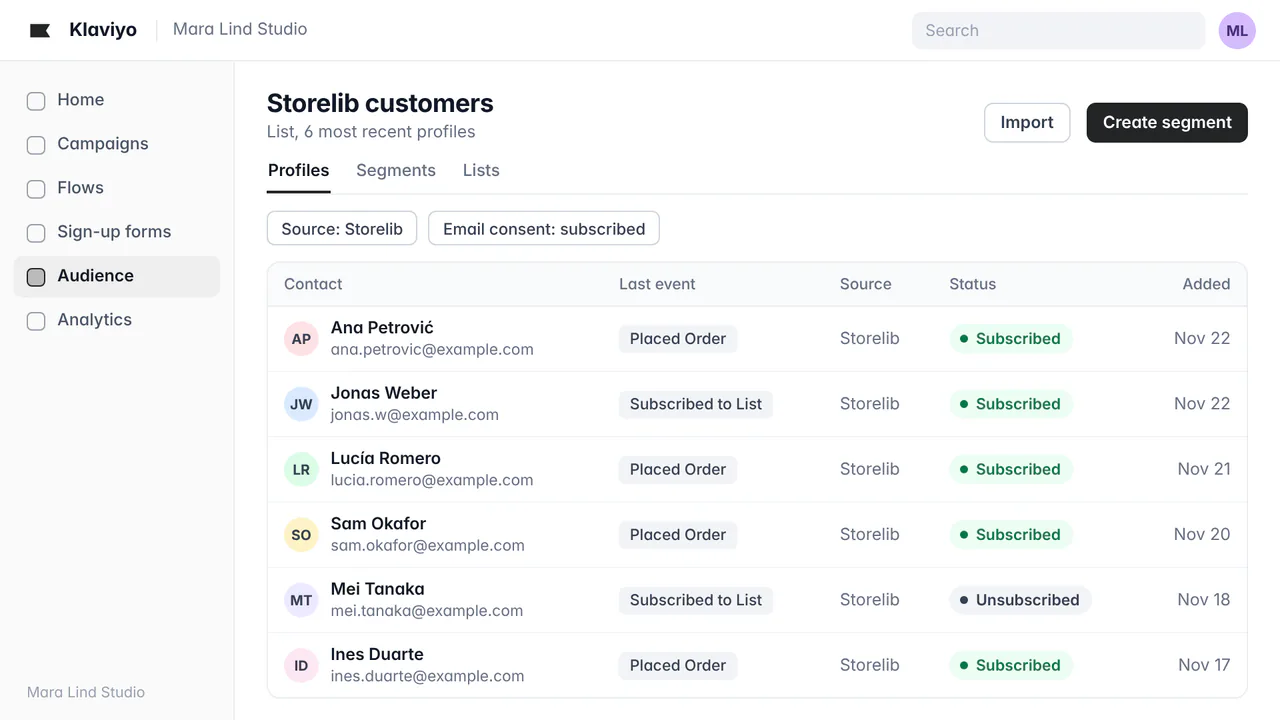 Klaviyo
Mara Lind Studio
Search
ML
Home
Campaigns
Flows
Sign-up forms
Audience
Analytics
Mara Lind Studio
Storelib customers
List, 6 most recent profiles
Import
Create segment
Profiles
Segments
Lists
Source: Storelib
Email consent: subscribed
Contact Last event Source Status Added
AP
Ana Petrović
ana.petrovic@example.com
Placed Order Storelib Subscribed Nov 22
JW
Jonas Weber
jonas.w@example.com
Subscribed to List Storelib Subscribed Nov 22
LR
Lucía Romero
lucia.romero@example.com
Placed Order Storelib Subscribed Nov 21
SO
Sam Okafor
sam.okafor@example.com
Placed Order Storelib Subscribed Nov 20
MT
Mei Tanaka
mei.tanaka@example.com
Subscribed to List Storelib Unsubscribed Nov 18
ID
Ines Duarte
ines.duarte@example.com
Placed Order Storelib Subscribed Nov 17